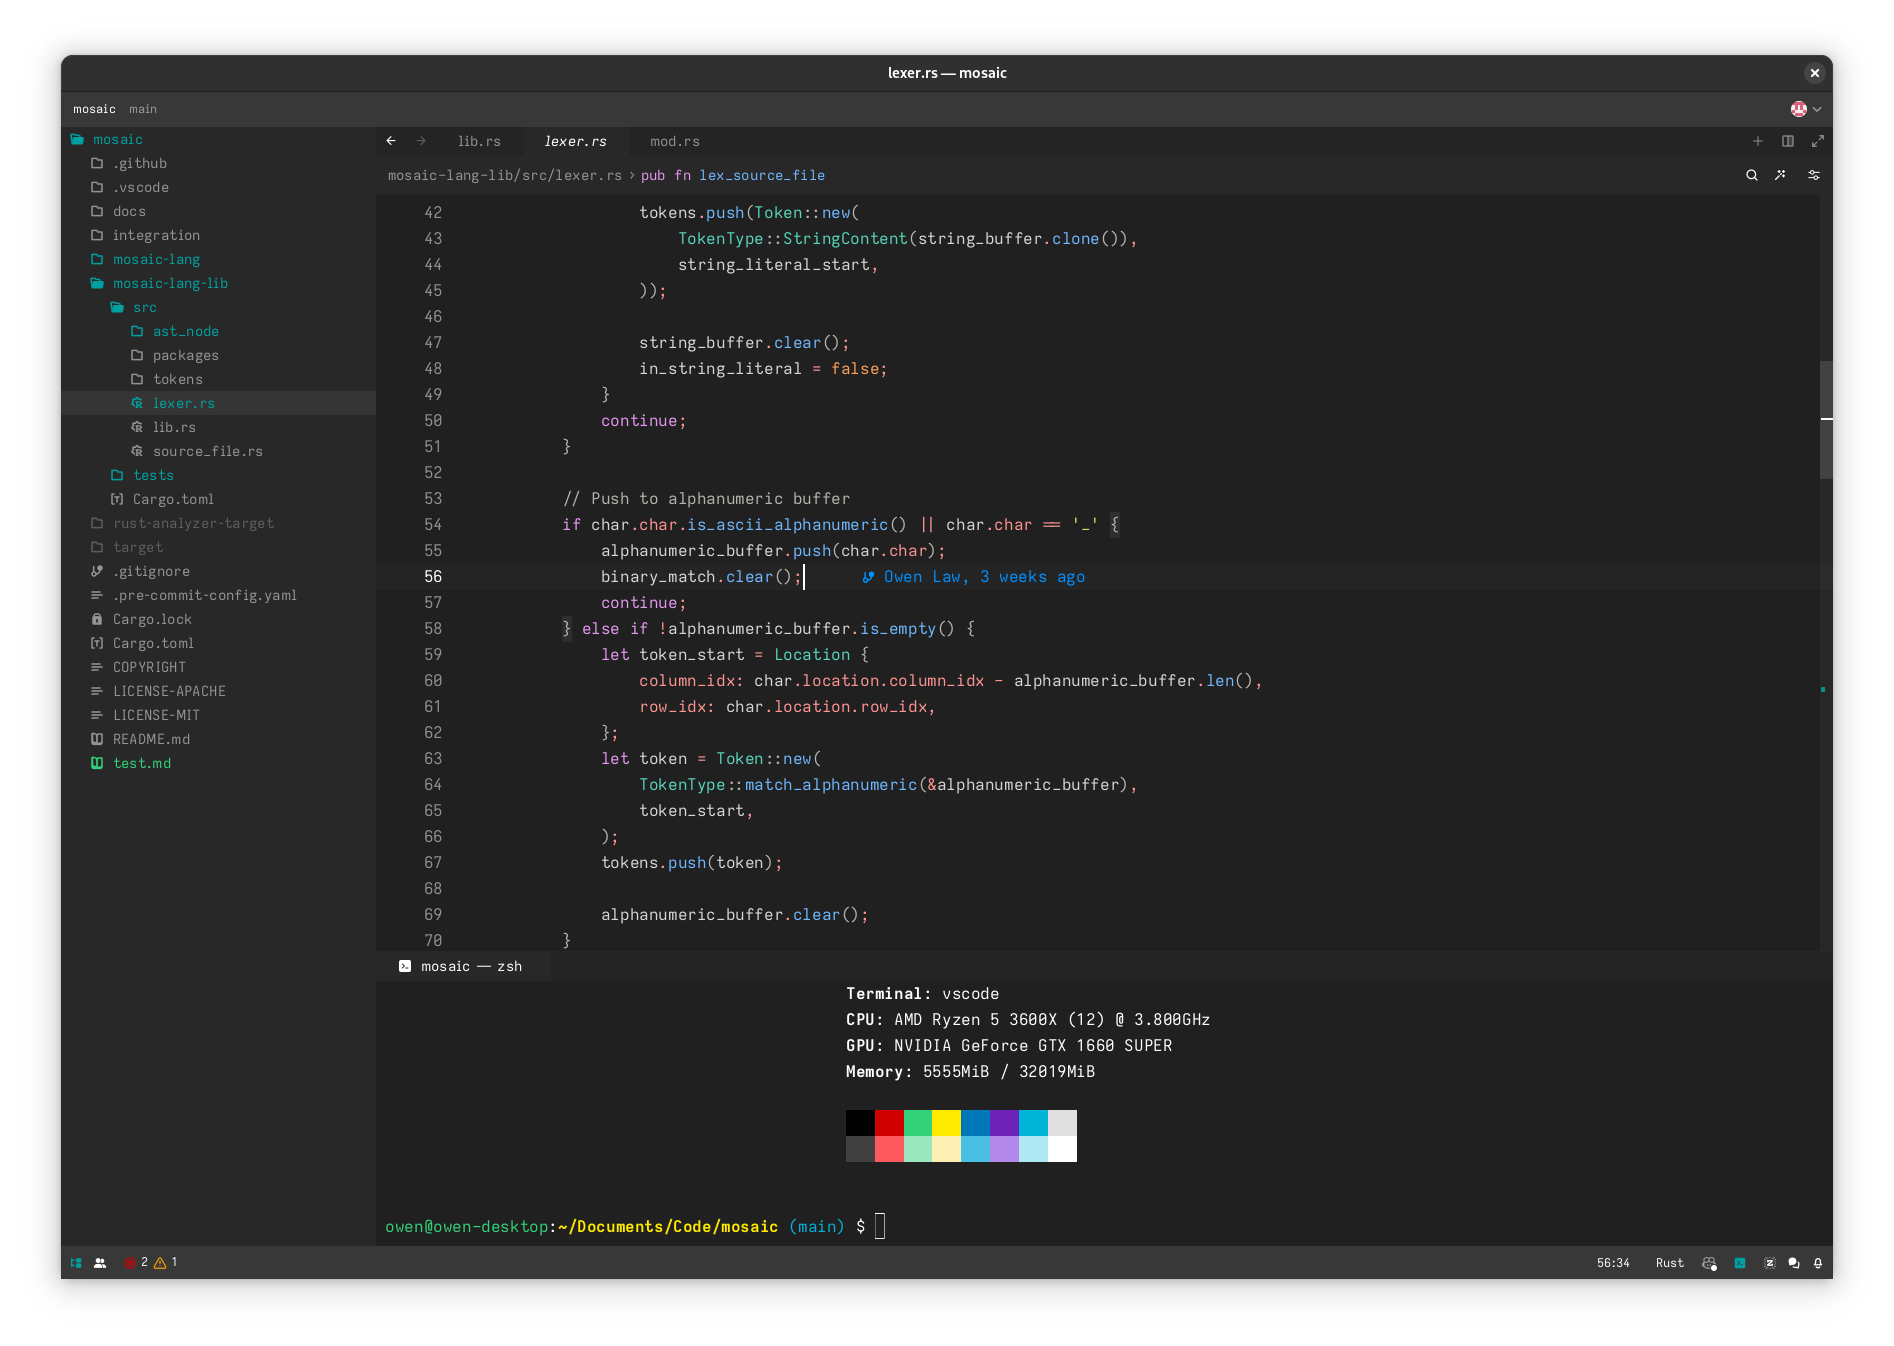 lexer.rs — mosaic
mosaic main
mosaic
.github
.vscode
docs
integration
mosaic-lang
mosaic-lang-lib
src
ast_node
packages
tokens
lexer.rs
lib.rs
source_file.rs
tests
Cargo.toml
rust-analyzer-target
target
.gitignore
.pre-commit-config.yaml
Cargo.lock
Cargo.toml
COPYRIGHT
LICENSE-APACHE
LICENSE-MIT
README.md
test.md
lib.rs lexer.rs mod.rs
mosaic-lang-lib/src/lexer.rs › pub fn lex_source_file
42 tokens.push(Token::new(
43 TokenType::StringContent(string_buffer.clone()),
44 string_literal_start,
45 ));
46
47 string_buffer.clear();
48 in_string_literal = false;
49 }
50 continue;
51 }
52
53 // Push to alphanumeric buffer
54 if char.char.is_ascii_alphanumeric() || char.char == '_' {
55 alphanumeric_buffer.push(char.char);
56 binary_match.clear(); Owen Law, 3 weeks ago
57 continue;
58 } else if !alphanumeric_buffer.is_empty() {
59 let token_start = Location {
60 column_idx: char.location.column_idx - alphanumeric_buffer.len(),
61 row_idx: char.location.row_idx,
62 };
63 let token = Token::new(
64 TokenType::match_alphanumeric(&alphanumeric_buffer),
65 token_start,
66 );
67 tokens.push(token);
68
69 alphanumeric_buffer.clear();
70 }
mosaic — zsh
Terminal: vscode
CPU: AMD Ryzen 5 3600X (12) @ 3.800GHz
GPU: NVIDIA GeForce GTX 1660 SUPER
Memory: 5555MiB / 32019MiB
owen@owen-desktop:~/Documents/Code/mosaic (main) $
2 1
56:34 Rust